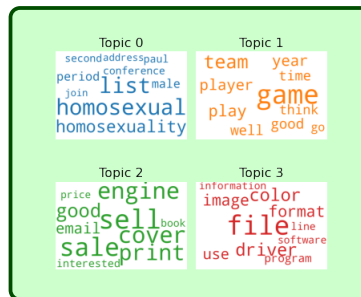 Topic 0
second address paul
conference
period list male
join
homosexual
homosexuality
Topic 1
team year
time
player game
play think
well good go
Topic 2
price engine
good sell book
email cover
sale print
interested
Topic 3
information
image color
format
file line
software
use driver
program